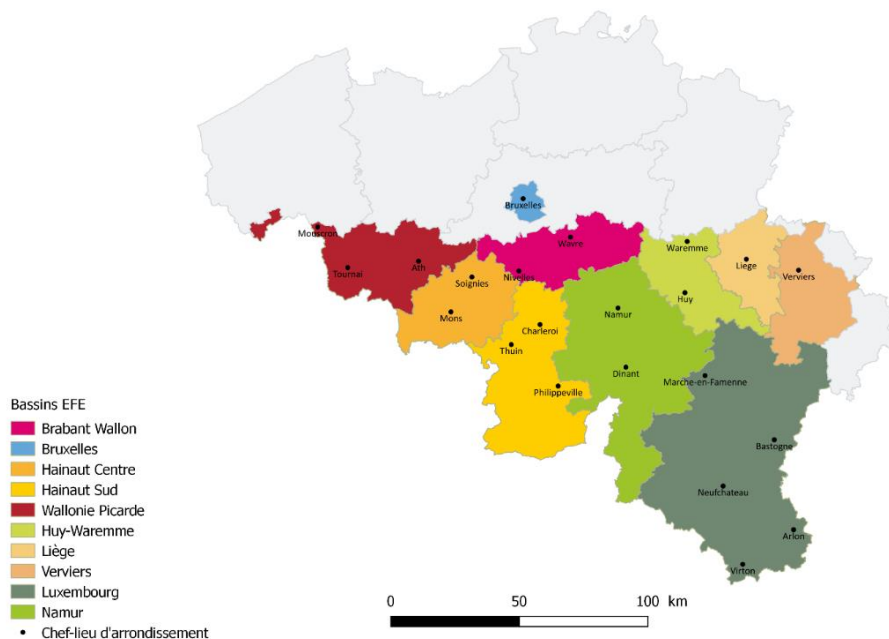 Bruxelles
Mouscron
Wavre
Waremme
Tournai
Ath
Nivelles
Liege
Verviers
Soignies
Huy
Mons
Namur
Charleroi
Thuin
Dinant
Marche-en-Famenne
Philippeville
Bastogne
Neufchateau
Arlon
Virton
Bassins EFE
Brabant Wallon
Bruxelles
Hainaut Centre
Hainaut Sud
Wallonie Picarde
Huy-Waremme
Liège
Verviers
Luxembourg
Namur
Chef-lieu d'arrondissement
0 50 100 km